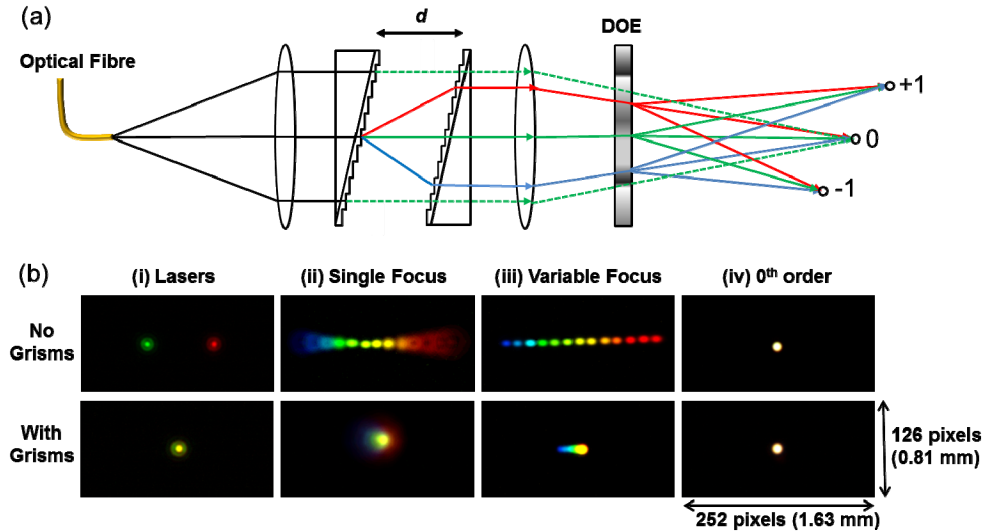 (a)
d
DOE
Optical Fibre
+1
0
-1
(b)
(i) Lasers
(ii) Single Focus
(iii) Variable Focus
(iv) 0th order
No
Grisms
With
Grisms
126 pixels
(0.81 mm)
252 pixels (1.63 mm)